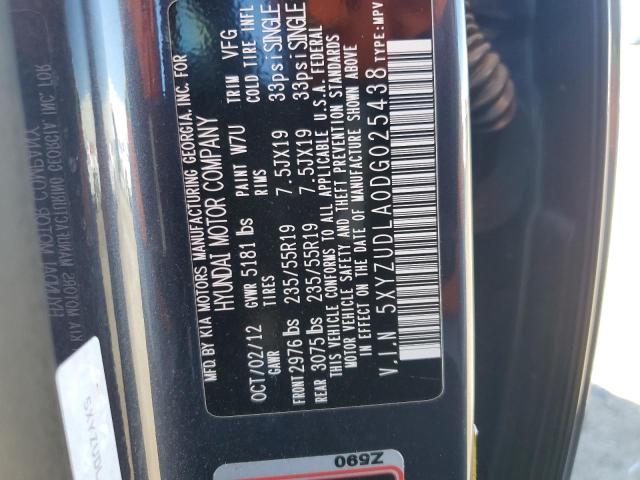 MFD. BY KIA MOTORS MANUFACTURING GEORGIA, INC. FOR
HYUNDAI MOTOR COMPANY
OCT/02/12 PAINT W7U TRIM VFG
GVWR 5181 lbs
GAWR TIRES RIMS COLD TIRE INFL
FRONT 2976 lbs 235/55R19 7.5JX19 33psi SINGLE
REAR 3075 lbs 235/55R19 7.5JX19 33psi SINGLE
THIS VEHICLE CONFORMS TO ALL APPLICABLE U.S.A. FEDERAL
MOTOR VEHICLE SAFETY AND THEFT PREVENTION
STANDARDS IN EFFECT ON THE DATE OF MANUFACTURE SHOWN ABOVE
V.I.N 5XYZUDLA0DG025438 TYPE:MPV
Z590